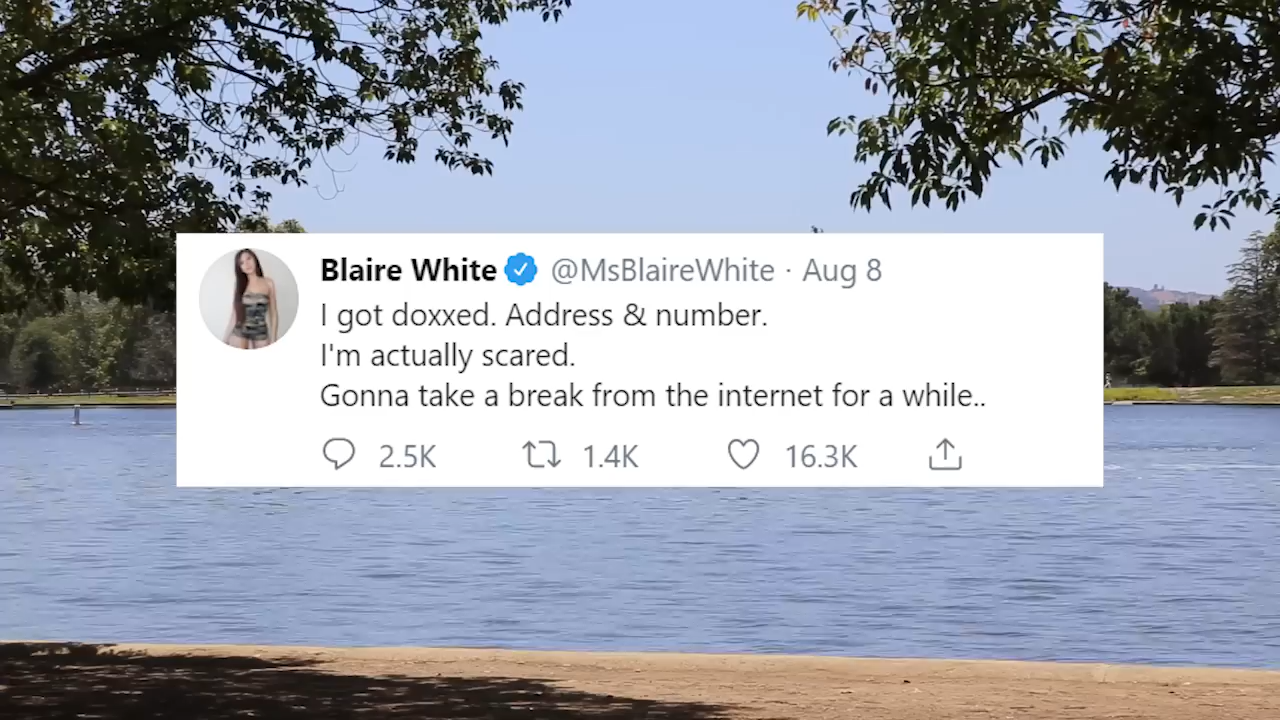 Blaire White @MsBlaireWhite · Aug 8
I got doxxed. Address & number.
I'm actually scared.
Gonna take a break from the internet for a while..
2.5K 1.4K 16.3K